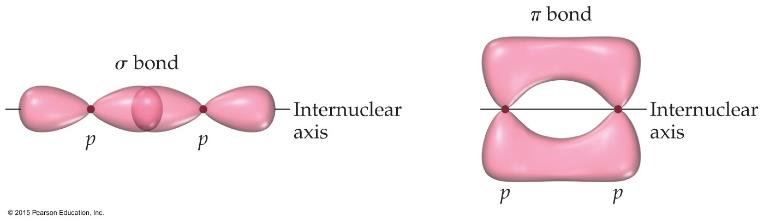 σ bond
Internuclear
axis
p
p
π bond
Internuclear
axis
p
p
© 2015 Pearson Education, Inc.